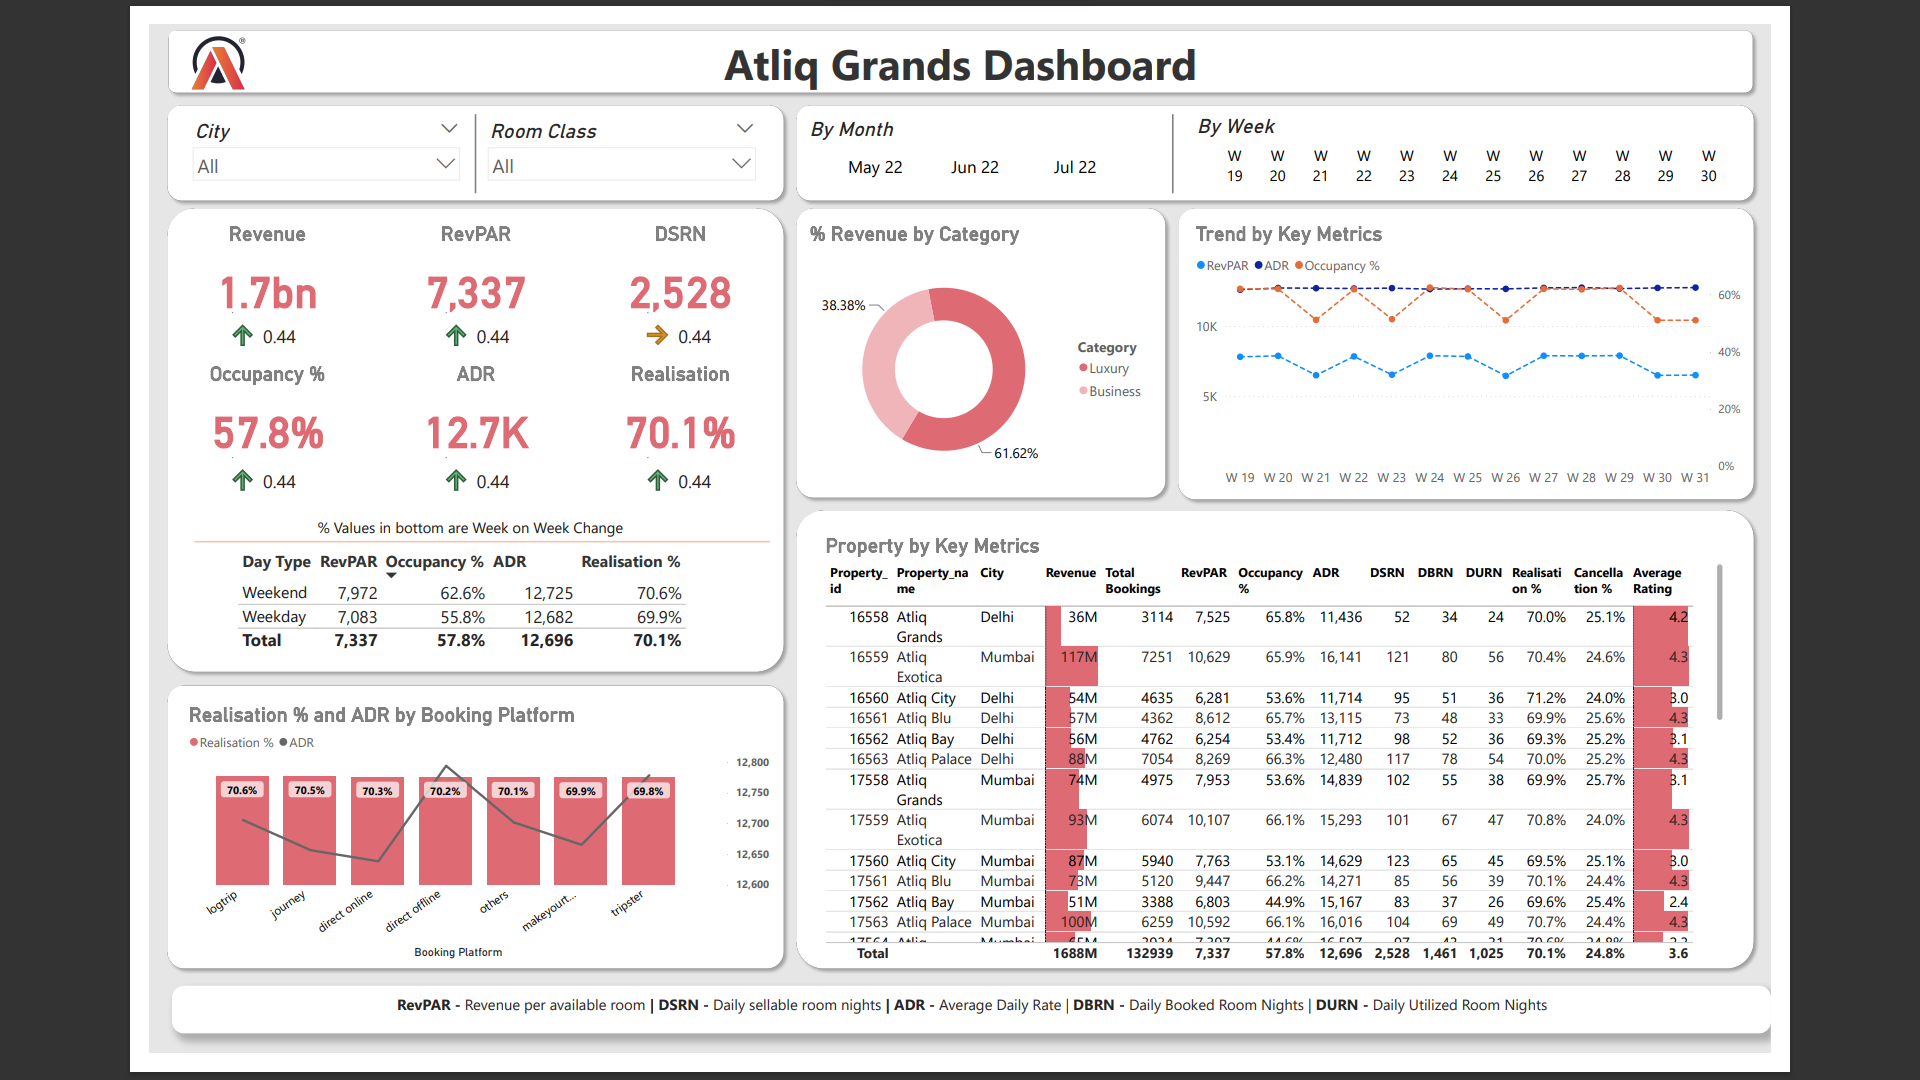 Atliq Grands Dashboard
City
All
Room Class
All
By Month
May 22 Jun 22 Jul 22
By Week
W 19 W 20 W 21 W 22 W 23 W 24 W 25 W 26 W 27 W 28 W 29 W 30
Revenue RevPAR DSRN
1.7bn 7,337 2,528
0.44 0.44 0.44
Occupancy % ADR Realisation
57.8% 12.7K 70.1%
0.44 0.44 0.44
% Values in bottom are Week on Week Change
Day Type RevPAR Occupancy % ADR Realisation %
Weekend 7,972 62.6% 12,725 70.6%
Weekday 7,083 55.8% 12,682 69.9%
Total 7,337 57.8% 12,696 70.1%
% Revenue by Category
38.38%
61.62%
Category
Luxury
Business
Trend by Key Metrics
RevPAR ADR Occupancy %
10K
5K
60%
40%
20%
0%
W 19 W 20 W 21 W 22 W 23 W 24 W 25 W 26 W 27 W 28 W 29 W 30 W 31
Realisation % and ADR by Booking Platform
Realisation % ADR
70.6% 70.5% 70.3% 70.2% 70.1% 69.9% 69.8%
12,800
12,750
12,700
12,650
12,600
logtrip journey direct online direct offline others makeyourt... tripster
Booking Platform
Property by Key Metrics
Property_id Property_name City Revenue Total Bookings RevPAR Occupancy % ADR DSRN DBRN DURN Realisation % Cancellation % Average Rating
16558 Atliq Grands Delhi 36M 3114 7,525 65.8% 11,436 52 34 24 70.0% 25.1% 4.2
16559 Atliq Exotica Mumbai 117M 7251 10,629 65.9% 16,141 121 80 56 70.4% 24.6% 4.3
16560 Atliq City Delhi 54M 4635 6,281 53.6% 11,714 95 51 36 71.2% 24.0% 3.0
16561 Atliq Blu Delhi 57M 4362 8,612 65.7% 13,115 73 48 33 69.9% 25.6% 4.3
16562 Atliq Bay Delhi 56M 4762 6,254 53.4% 11,712 98 52 36 69.3% 25.2% 3.1
16563 Atliq Palace Delhi 88M 7054 8,269 66.3% 12,480 117 78 54 70.0% 25.2% 4.3
17558 Atliq Grands Mumbai 74M 4975 7,953 53.6% 14,839 102 55 38 69.9% 25.7% 3.1
17559 Atliq Exotica Mumbai 93M 6074 10,107 66.1% 15,293 101 67 47 70.8% 24.0% 4.3
17560 Atliq City Mumbai 87M 5940 7,763 53.1% 14,629 123 65 45 69.5% 25.1% 3.0
17561 Atliq Blu Mumbai 73M 5120 9,447 66.2% 14,271 85 56 39 70.1% 24.4% 4.3
17562 Atliq Bay Mumbai 51M 3388 6,803 44.9% 15,167 83 37 26 69.6% 25.4% 2.4
17563 Atliq Palace Mumbai 100M 6259 10,592 66.1% 16,016 104 69 49 70.7% 24.4% 4.3
Total 1688M 132939 7,337 57.8% 12,696 2,528 1,461 1,025 70.1% 24.8% 3.6
RevPAR - Revenue per available room | DSRN - Daily sellable room nights | ADR - Average Daily Rate | DBRN - Daily Booked Room Nights | DURN - Daily Utilized Room Nights